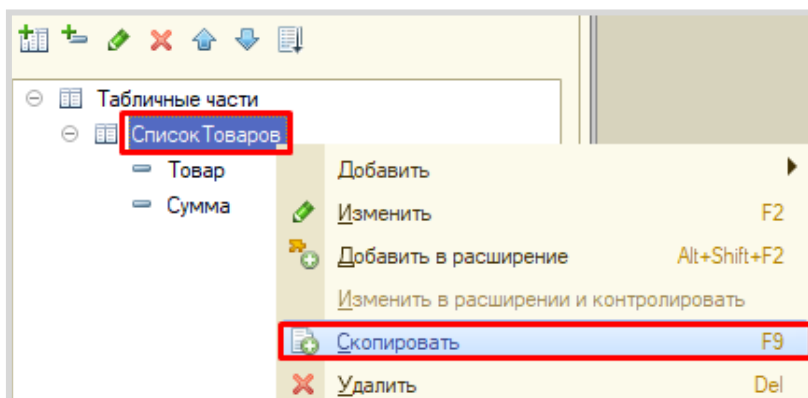 Табличные части
СписокТоваров
Товар
Сумма
Добавить
Изменить F2
Добавить в расширение Alt+Shift+F2
Изменить в расширении и контролировать
Скопировать F9
Удалить Del